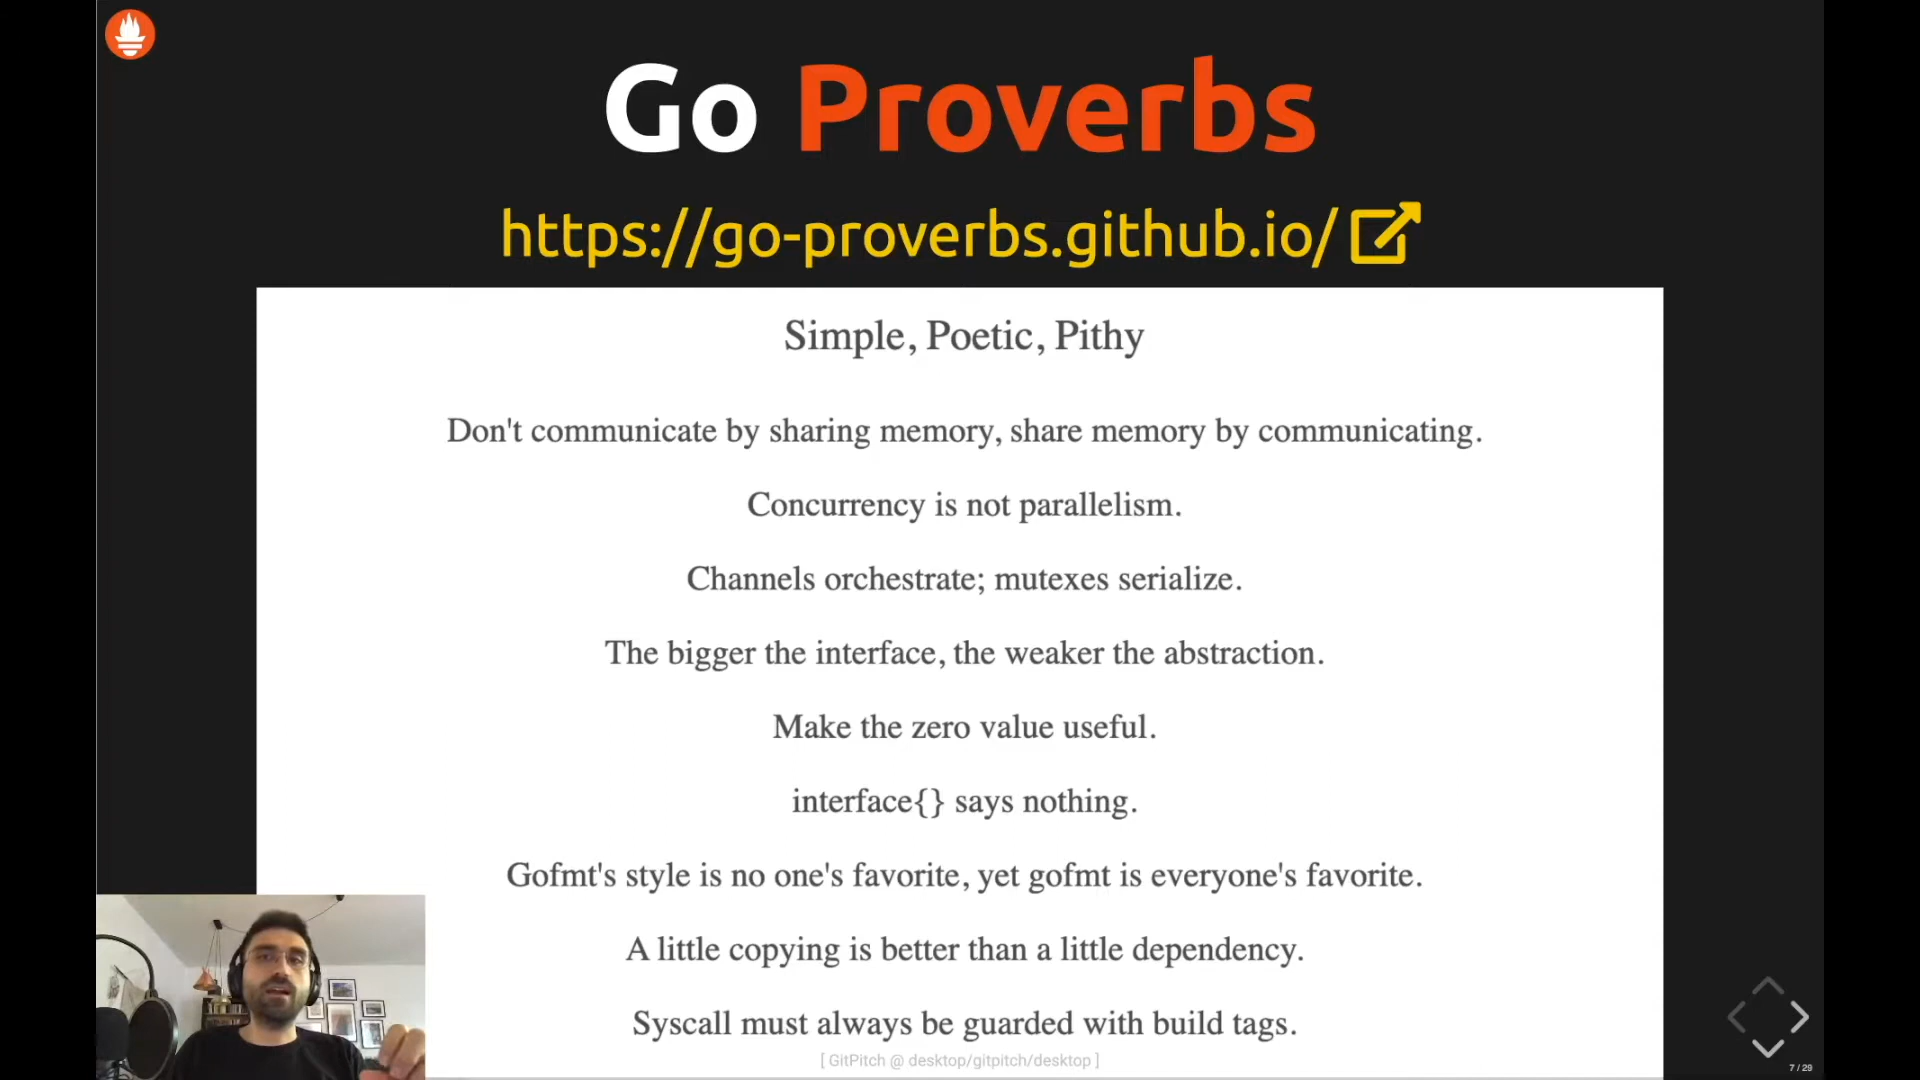 Go Proverbs
https://go-proverbs.github.io/
Simple, Poetic, Pithy
Don't communicate by sharing memory, share memory by communicating.
Concurrency is not parallelism.
Channels orchestrate; mutexes serialize.
The bigger the interface, the weaker the abstraction.
Make the zero value useful.
interface{} says nothing.
Gofmt's style is no one's favorite, yet gofmt is everyone's favorite.
A little copying is better than a little dependency.
Syscall must always be guarded with build tags.
[ GitPitch @ desktop/gitpitch/desktop ]
7 / 29